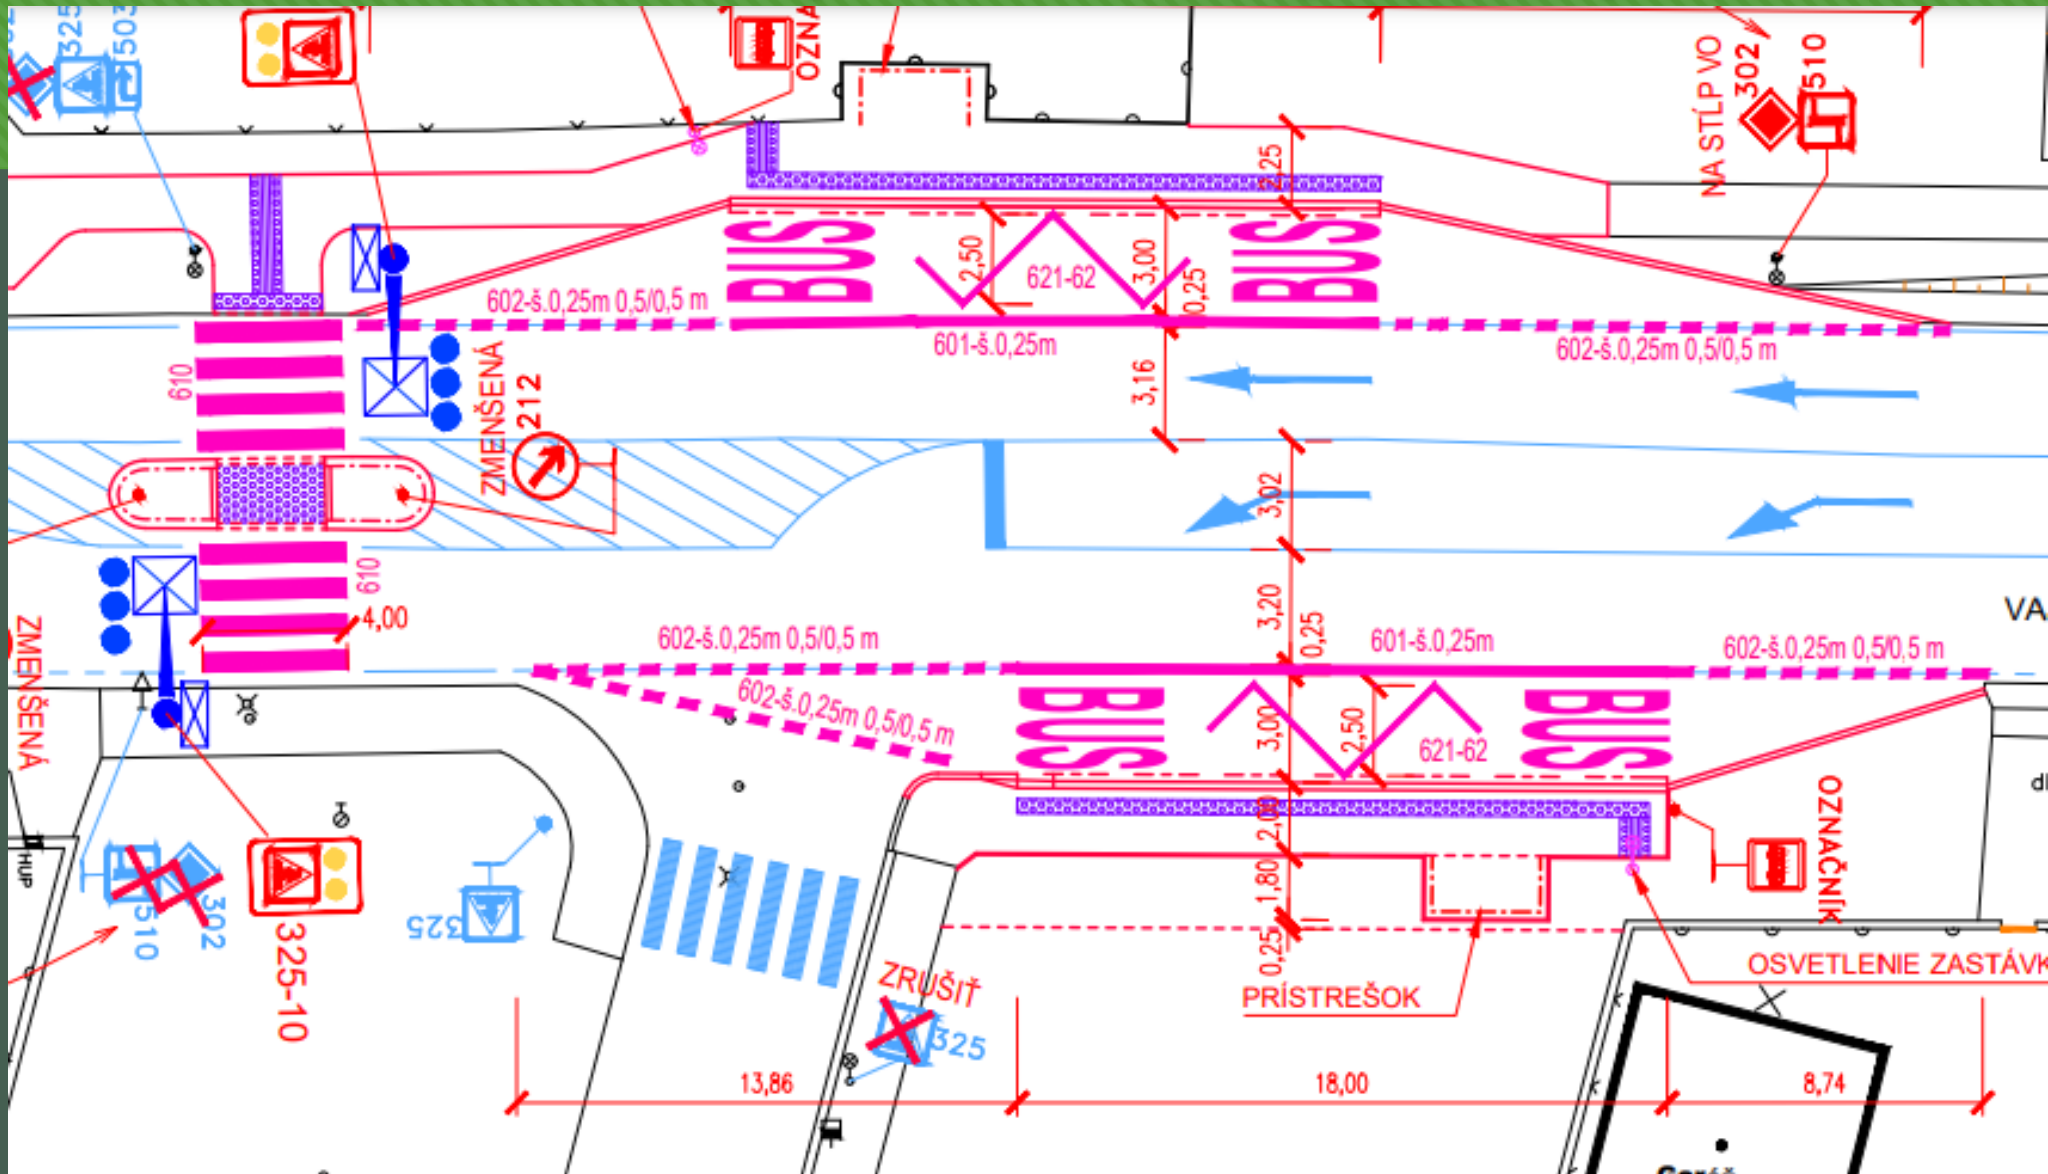 325
503
OZNA
NA STĹP VO
302
510
2,25
BUS
BUS
2,50
621-62
3,00
0,25
602-š.0,25m 0,5/0,5 m
601-š.0,25m
602-š.0,25m 0,5/0,5 m
610
ZMENŠENÁ
212
3,16
3,02
610
4,00
3,20
0,25
ZMENŠENÁ
602-š.0,25m 0,5/0,5 m
601-š.0,25m
602-š.0,25m 0,5/0,5 m
602-š.0,25m 0,5/0,5 m
VA
BUS
BUS
3,00
2,50
621-62
2,00
1,80
0,25
OZNAČNÍK
HUP
510
302
325-10
325
ZRUŠIŤ
325
PRÍSTREŠOK
OSVETLENIE ZASTÁVK
13,86
18,00
8,74